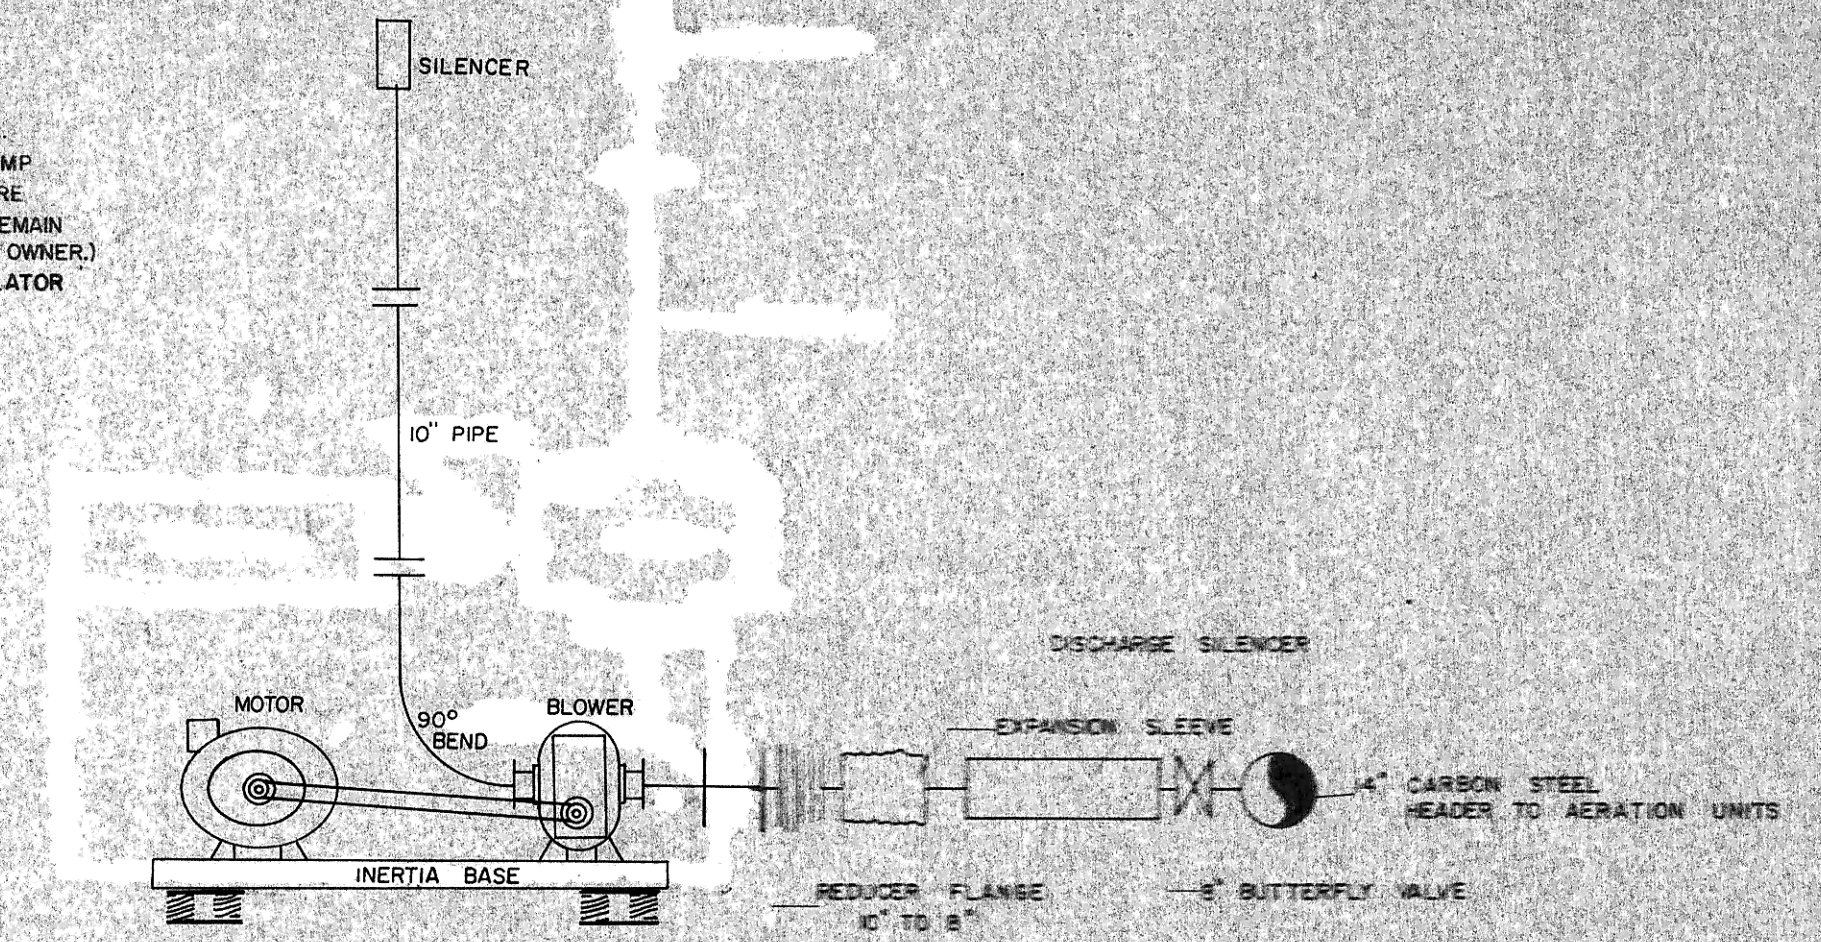 SILENCER
MP
RE
EMAIN
OWNER.)
ATOR
10" PIPE
DISCHARGE SILENCER
MOTOR
90°
BEND
BLOWER
EXPANSION SLEEVE
CARBON STEEL
HEADER TO AERATION UNITS
INERTIA BASE
REDUCER FLANGE
10" TO 8"
8" BUTTERFLY VALVE